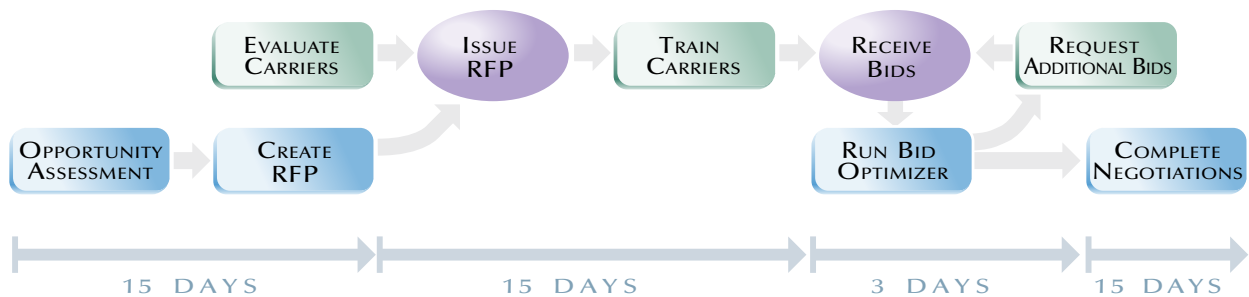 EVALUATE
CARRIERS
ISSUE
RFP
TRAIN
CARRIERS
RECEIVE
BIDS
REQUEST
ADDITIONAL BIDS
OPPORTUNITY
ASSESSMENT
CREATE
RFP
RUN BID
OPTIMIZER
COMPLETE
NEGOTIATIONS
15 DAYS
15 DAYS
3 DAYS
15 DAYS